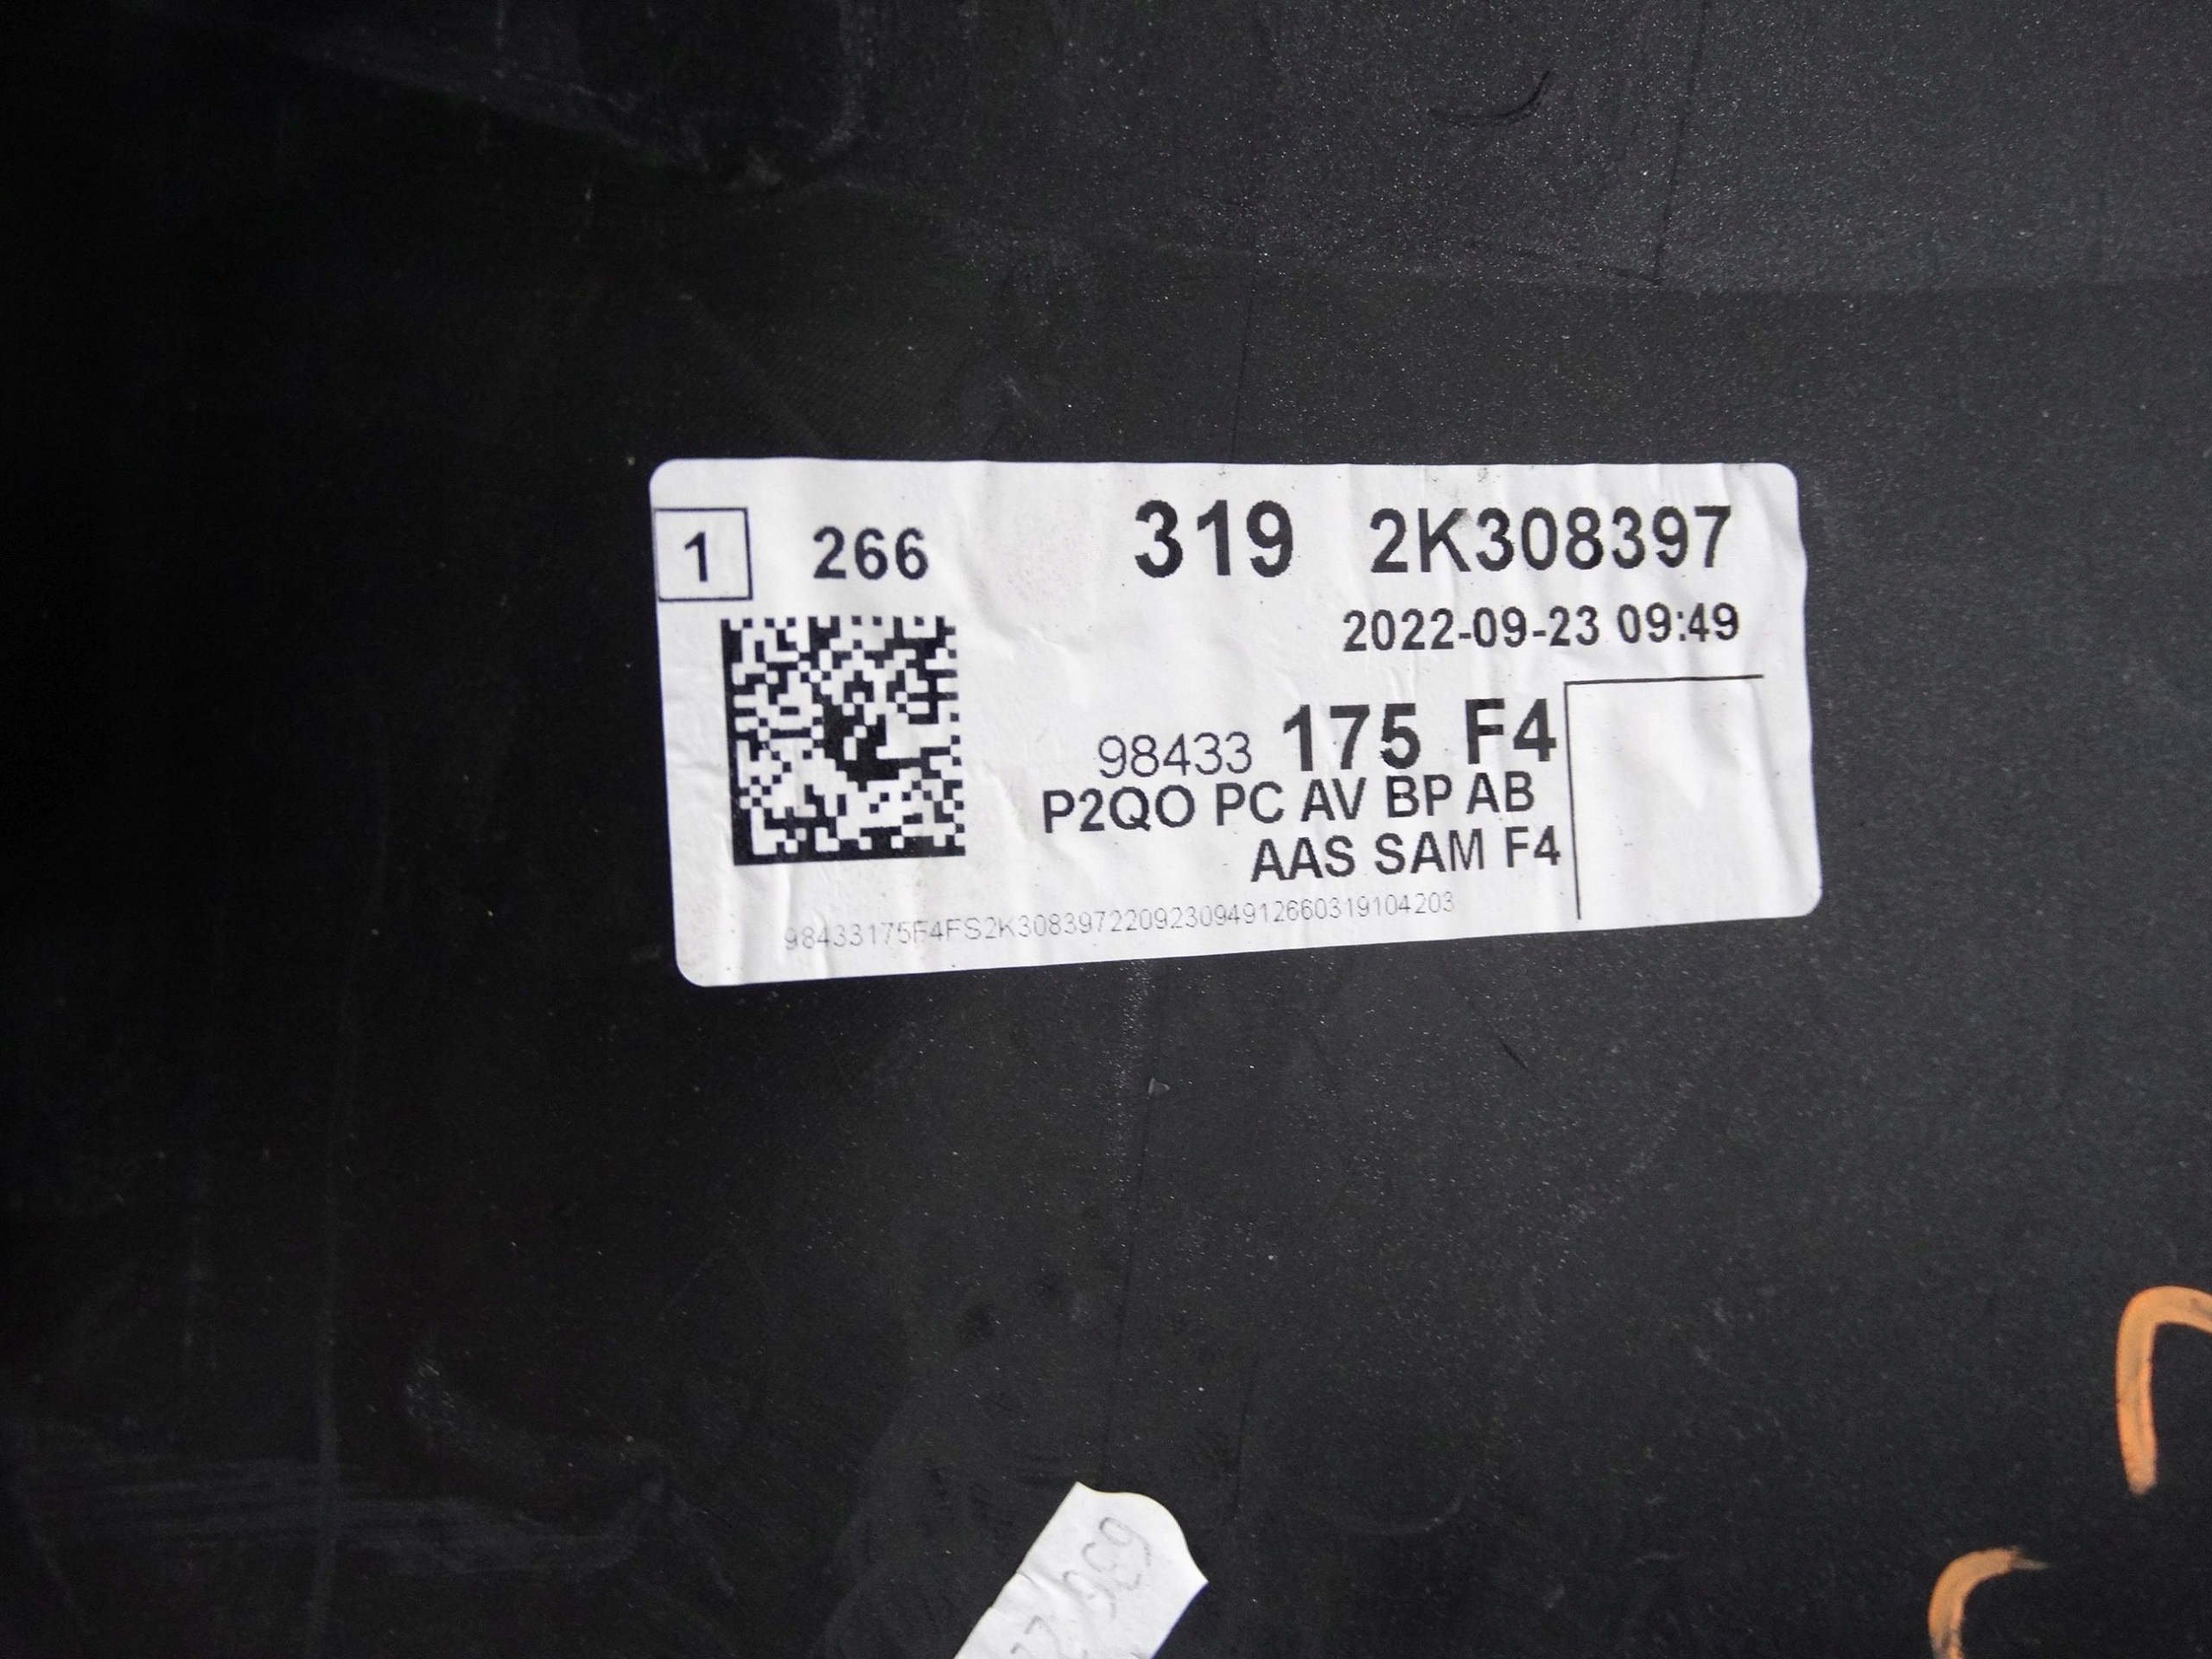 1 266 319 2K308397
2022-09-23 09:49
98433 175 F4
P2QO PC AV BP AB
AAS SAM F4
98433175F4FS2K308397220923094912660319104203